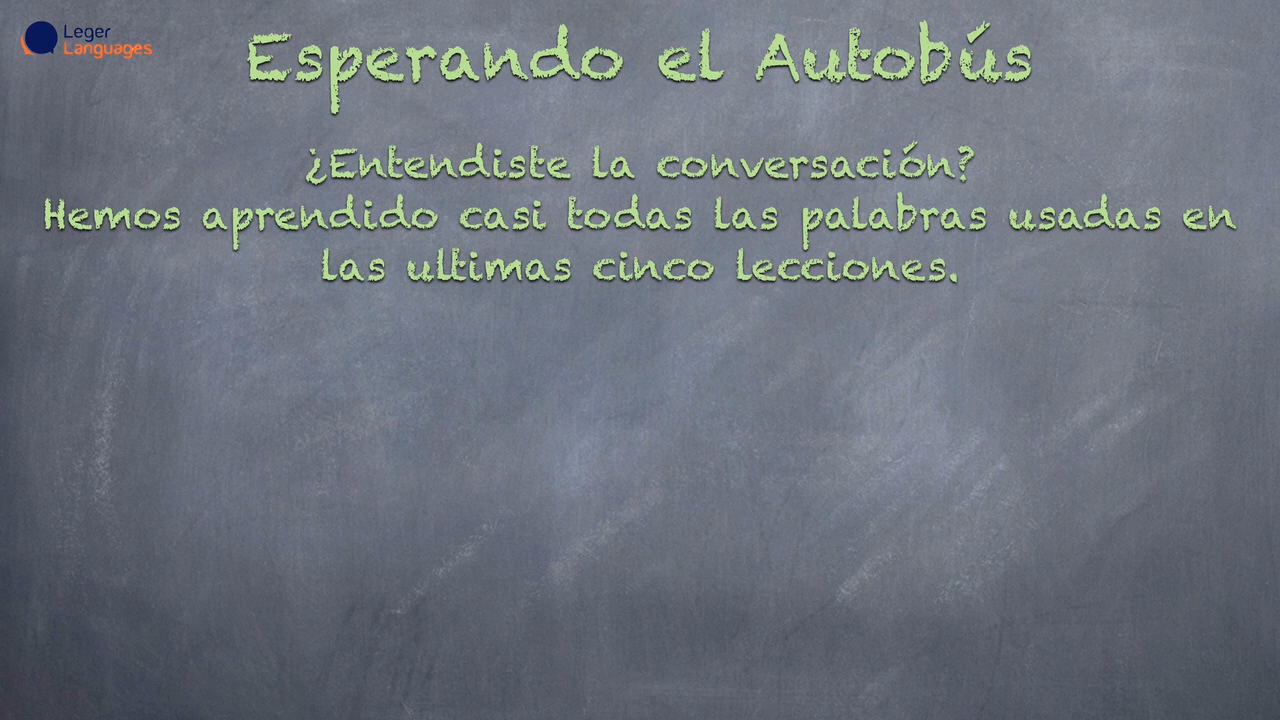 Leger
Languages
Esperando el Autobús
¿Entendiste la conversación?
Hemos aprendido casi todas las palabras usadas en
las ultimas cinco lecciones.